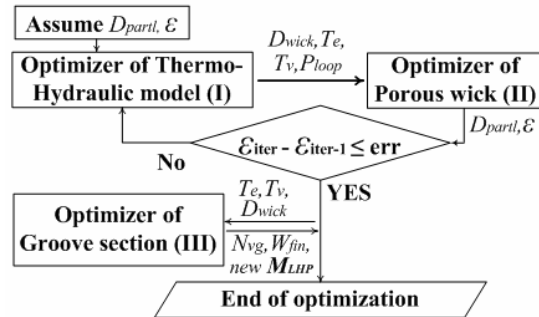 Assume D_partl, ε
Optimizer of Thermo-
Hydraulic model (I)
D_wick, T_e,
T_v, P_loop
Optimizer of
Porous wick (II)
D_partl, ε
ε_iter - ε_iter-1 ≤ err
No
YES
T_e, T_v,
D_wick
Optimizer of
Groove section (III)
N_vg, W_fin,
new M_LHP
End of optimization